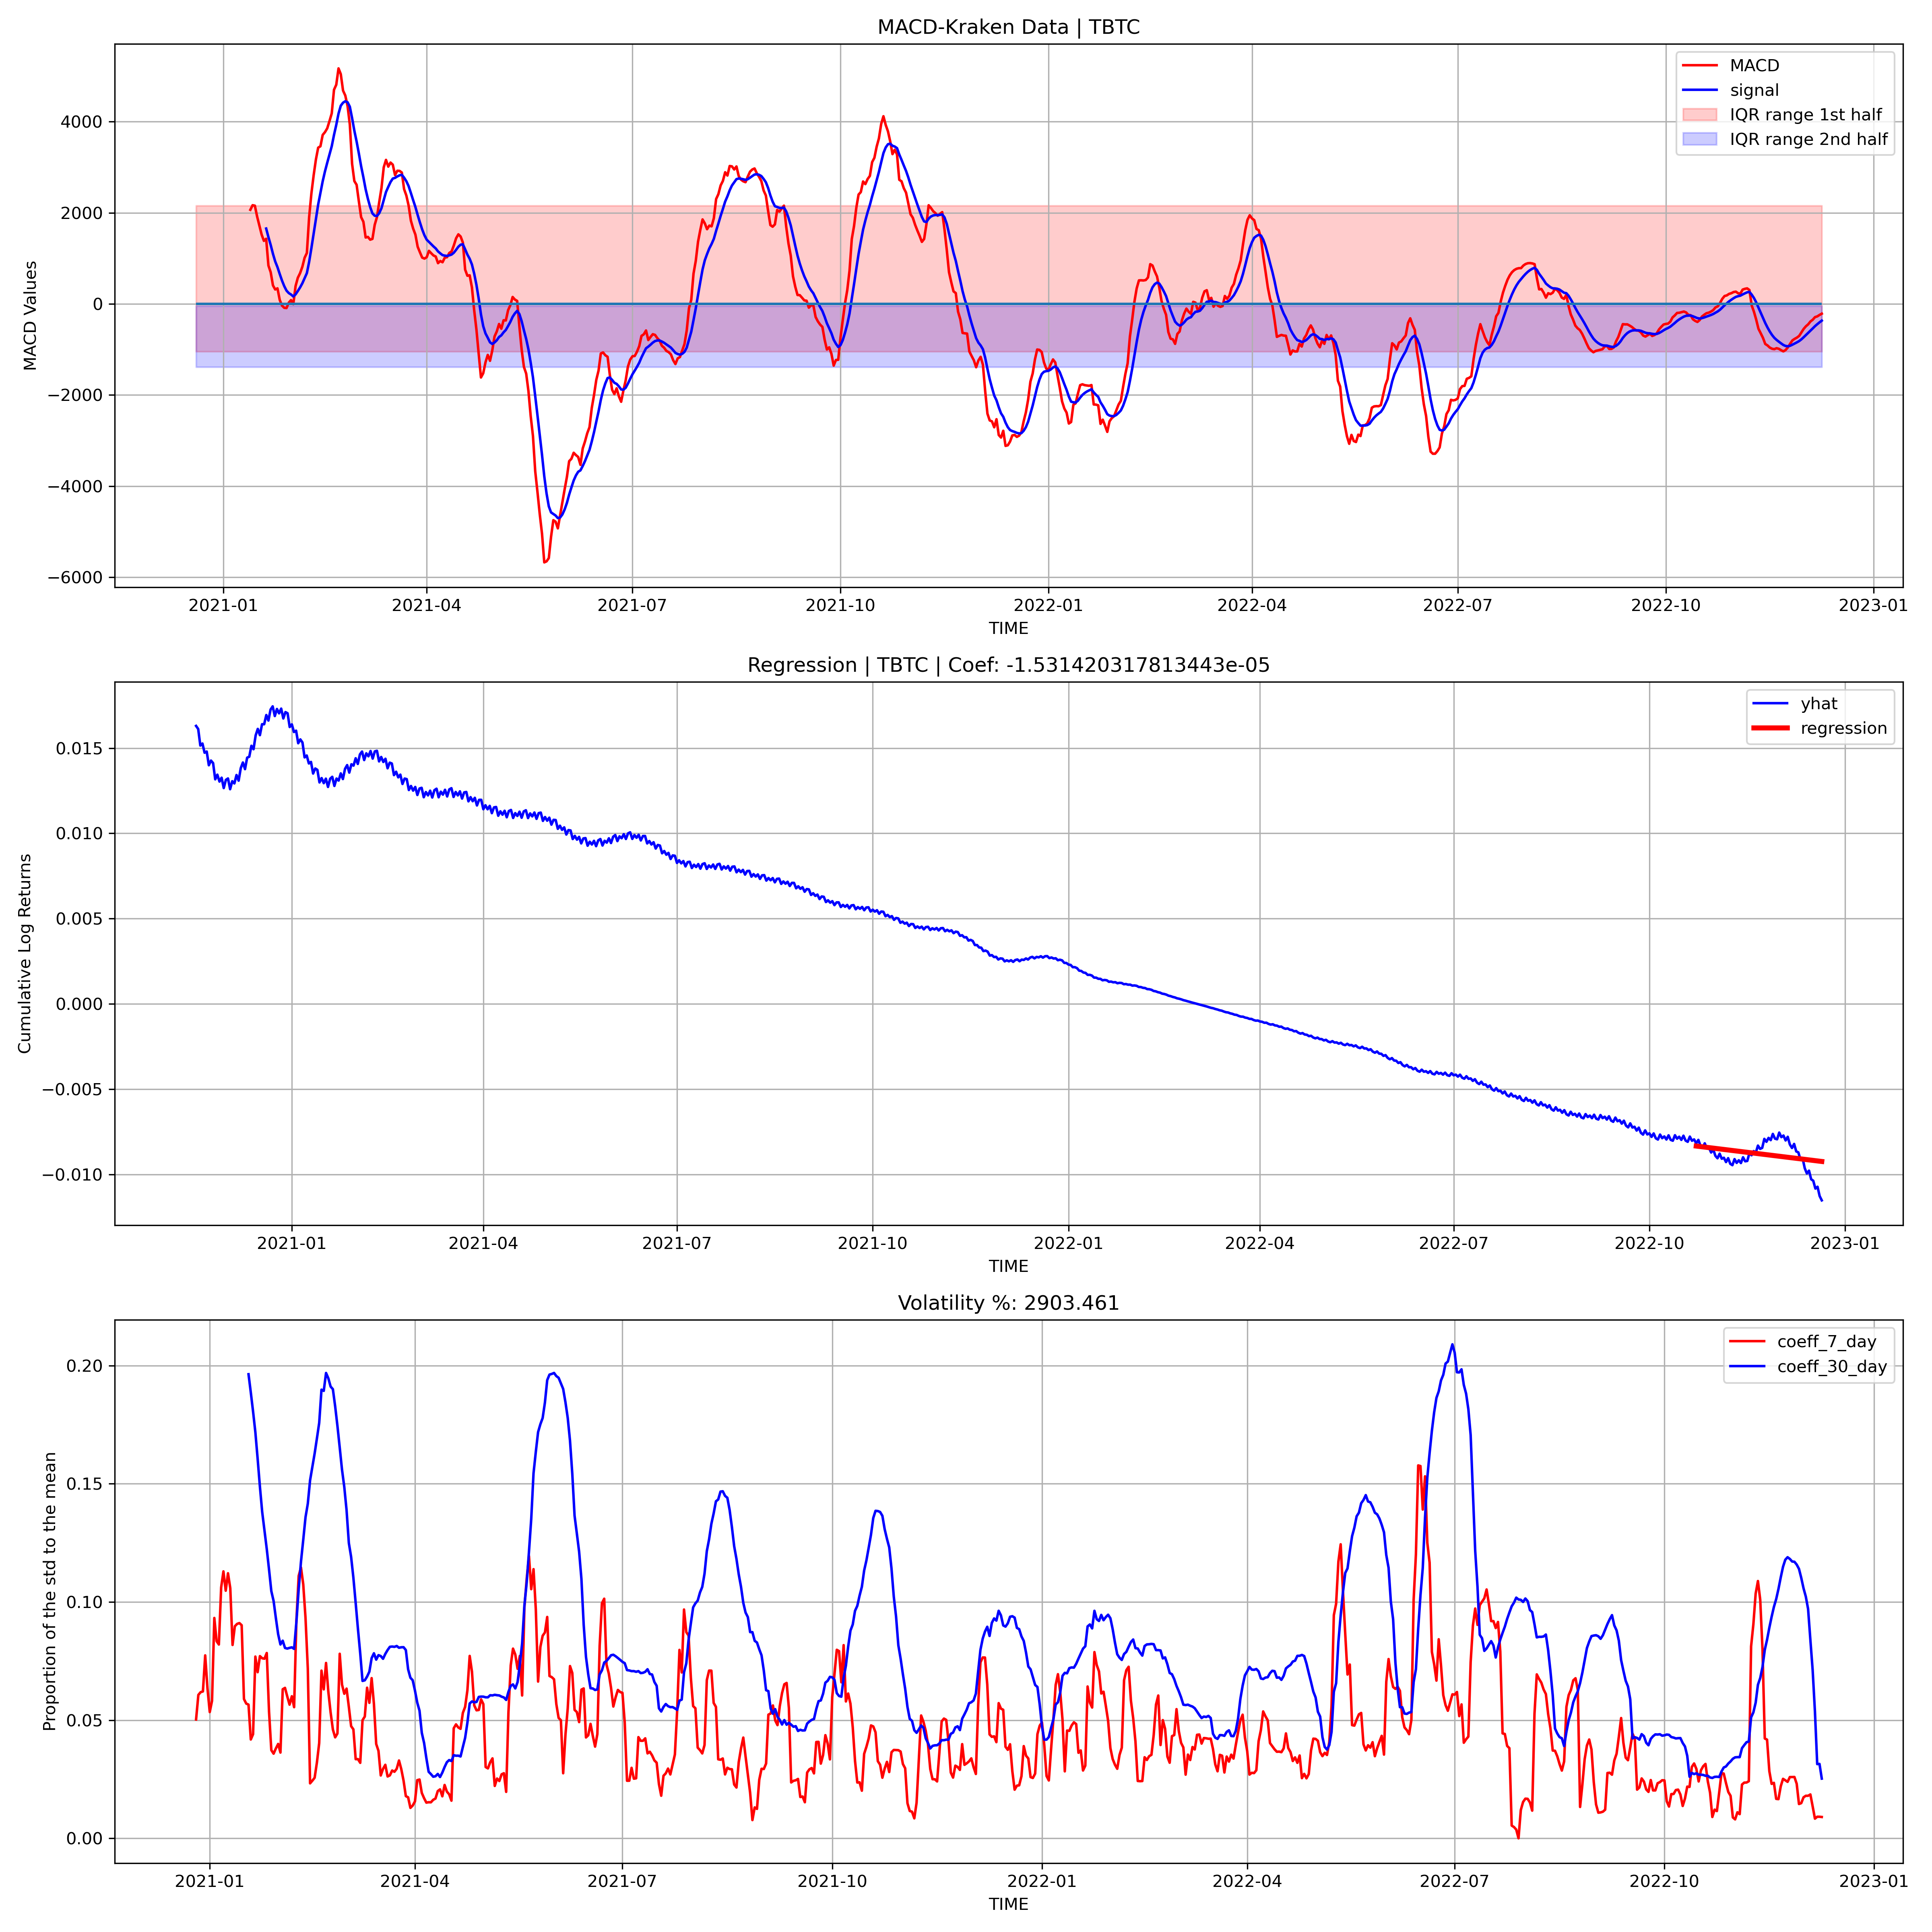 MACD-Kraken Data | TBTC
MACD
signal
IQR range 1st half
IQR range 2nd half
MACD Values
4000
2000
0
−2000
−4000
−6000
2021-01 2021-04 2021-07 2021-10 2022-01 2022-04 2022-07 2022-10 2023-01
TIME
Regression | TBTC | Coef: -1.531420317813443e-05
yhat
regression
Cumulative Log Returns
0.015
0.010
0.005
0.000
−0.005
−0.010
2021-01 2021-04 2021-07 2021-10 2022-01 2022-04 2022-07 2022-10 2023-01
TIME
Volatility %: 2903.461
coeff_7_day
coeff_30_day
Proportion of the std to the mean
0.20
0.15
0.10
0.05
0.00
2021-01 2021-04 2021-07 2021-10 2022-01 2022-04 2022-07 2022-10 2023-01
TIME